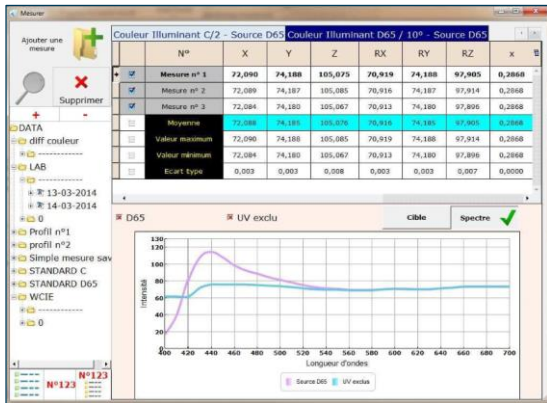 Mesurer
Ajouter une mesure
Supprimer
+ -
DATA
diff couleur
------------
LAB
------------
13-03-2014
14-03-2014
0
Profil n°1
profil n°2
Simple mesure sav
STANDARD C
STANDARD D65
WCIE
------------
0
N°123 N°123
Couleur Illuminant C/2 - Source D65 Couleur Illuminant D65 / 10° - Source D65
N° X Y Z RX RY RZ x
Mesure n° 1 72,090 74,188 105,075 70,919 74,188 97,905 0,2868
Mesure n° 2 72,089 74,187 105,085 70,916 74,187 97,914 0,2868
Mesure n° 3 72,084 74,180 105,067 70,913 74,180 97,896 0,2868
Moyenne 72,088 74,185 105,076 70,916 74,185 97,905 0,2868
Valeur maximum 72,090 74,188 105,085 70,919 74,188 97,914 0,2868
Valeur minimum 72,084 74,180 105,067 70,913 74,180 97,896 0,2868
Ecart type 0,003 0,003 0,008 0,003 0,003 0,007 0,0000
D65 UV exclu Cible Spectre
Intensité
130
120
100
80
60
40
20
0
400 420 440 460 480 500 520 540 560 580 600 620 640 660 680 700
Longueur d'ondes
Source D65 UV exclus